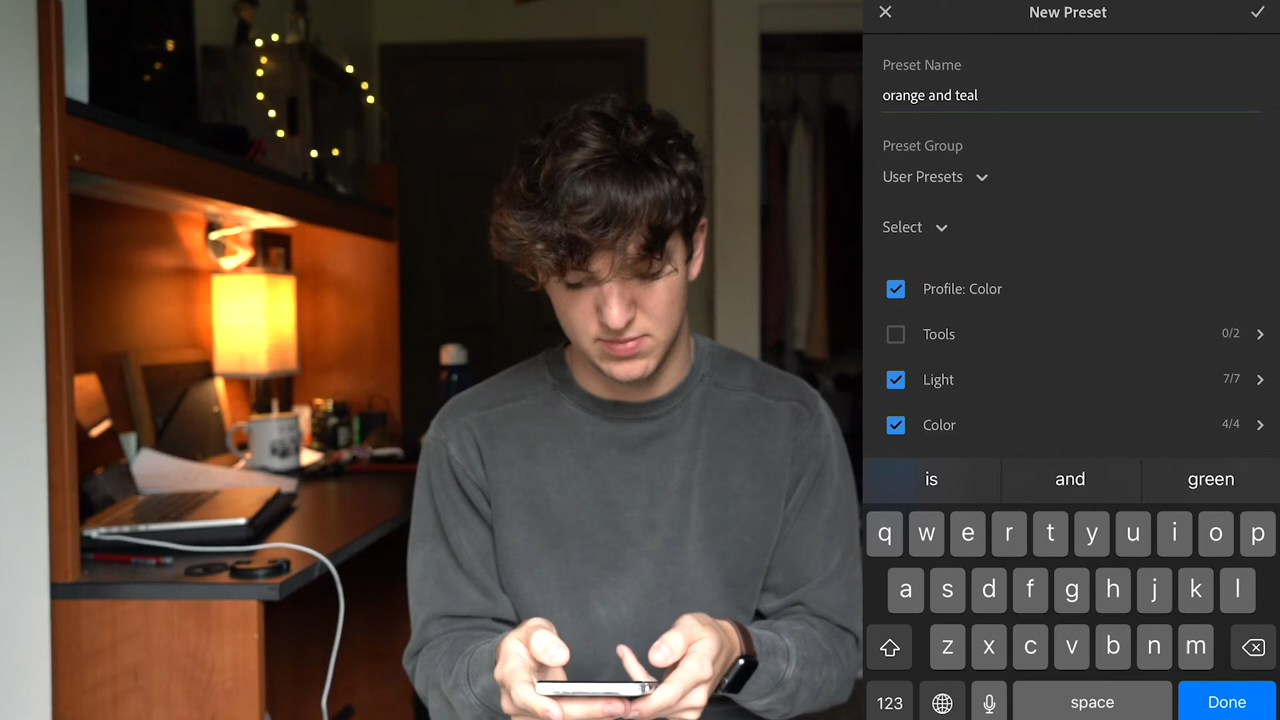 New Preset
Preset Name
orange and teal
Preset Group
User Presets
Select
Profile: Color
Tools 0/2
Light 7/7
Color 4/4
is and green
q w e r t y u i o p
a s d f g h j k l
z x c v b n m
123 space Done